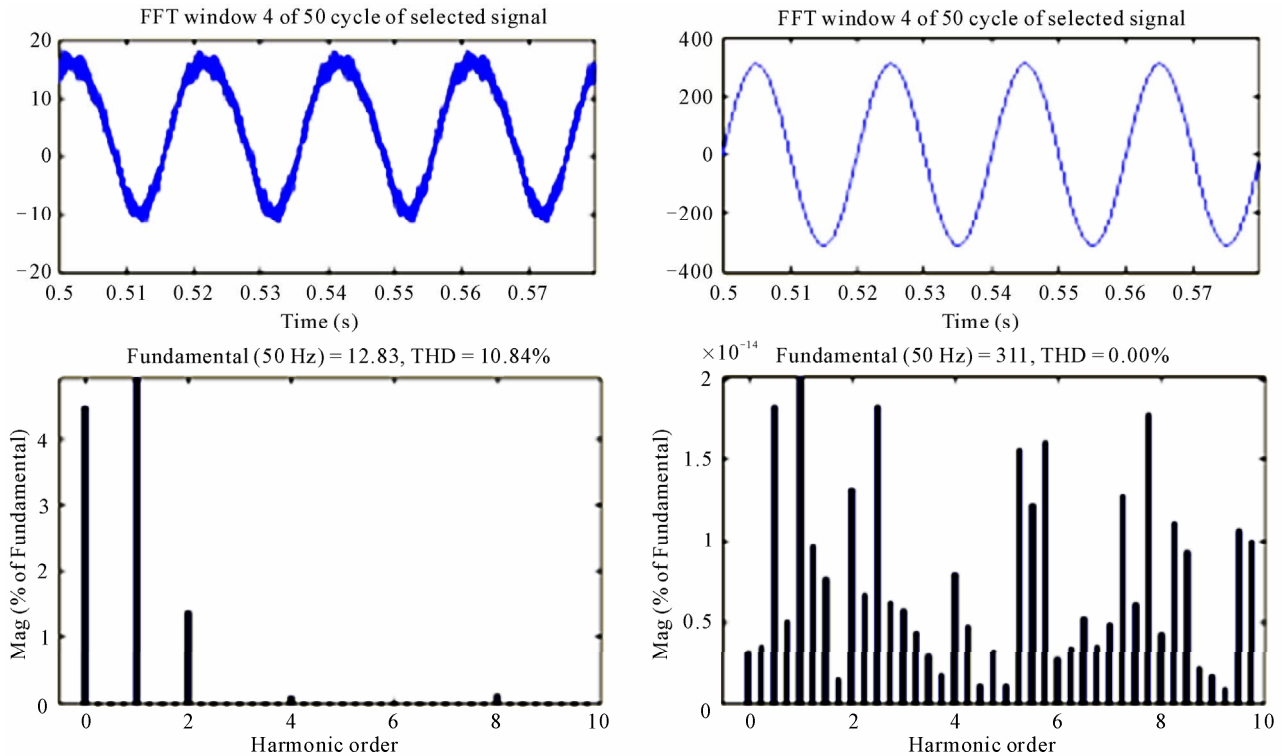 FFT window 4 of 50 cycle of selected signal
20
10
0
−10
−20
0.5 0.51 0.52 0.53 0.54 0.55 0.56 0.57
Time (s)
FFT window 4 of 50 cycle of selected signal
400
200
0
−200
−400
0.5 0.51 0.52 0.53 0.54 0.55 0.56 0.57
Time (s)
Fundamental (50 Hz) = 12.83, THD = 10.84%
Mag (% of Fundamental)
4
3
2
1
0
0 2 4 6 8 10
Harmonic order
×10⁻¹⁴ Fundamental (50 Hz) = 311, THD = 0.00%
Mag (% of Fundamental)
2
1.5
1
0.5
0
0 2 4 6 8 10
Harmonic order